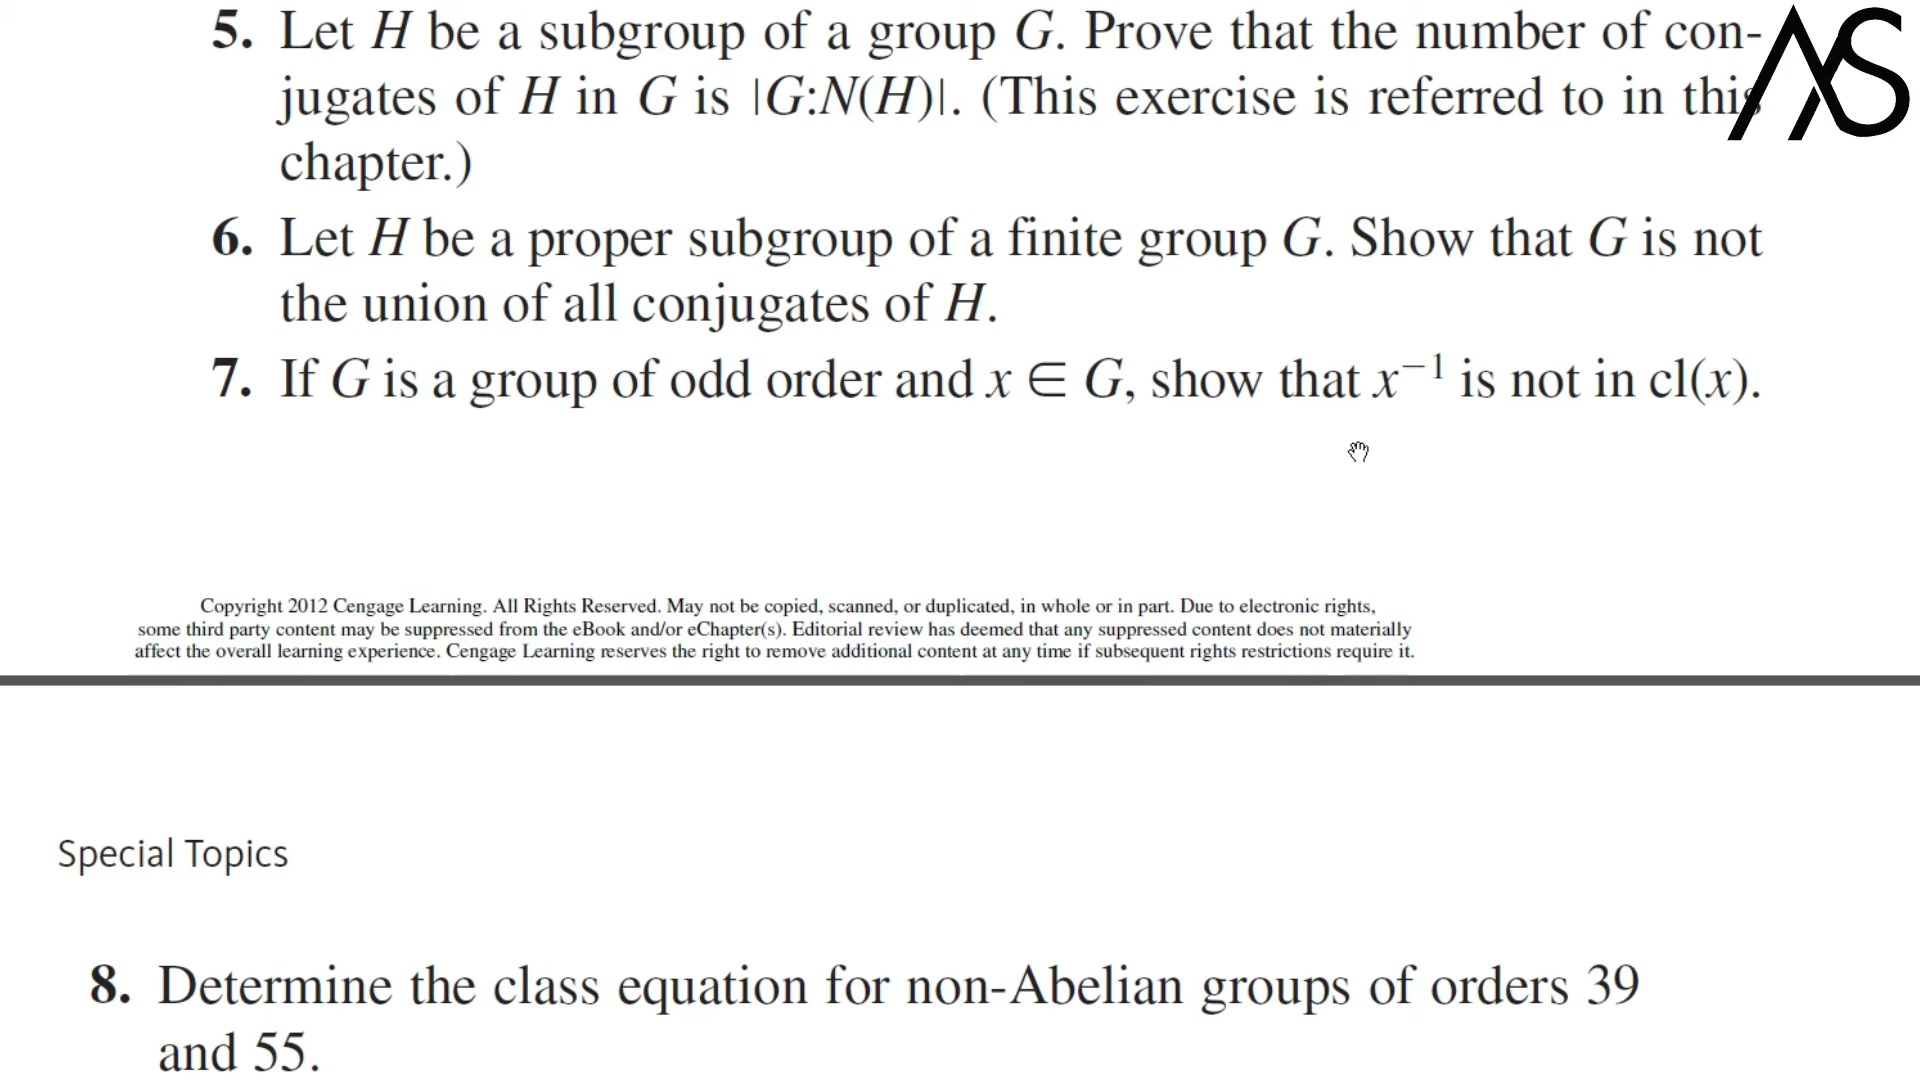 5. Let H be a subgroup of a group G. Prove that the number of con-
jugates of H in G is |G:N(H)|. (This exercise is referred to in this
chapter.)
6. Let H be a proper subgroup of a finite group G. Show that G is not
the union of all conjugates of H.
7. If G is a group of odd order and x ∈ G, show that x⁻¹ is not in cl(x).
Copyright 2012 Cengage Learning. All Rights Reserved. May not be copied, scanned, or duplicated, in whole or in part. Due to electronic rights,
some third party content may be suppressed from the eBook and/or eChapter(s). Editorial review has deemed that any suppressed content does not materially
affect the overall learning experience. Cengage Learning reserves the right to remove additional content at any time if subsequent rights restrictions require it.
Special Topics
8. Determine the class equation for non-Abelian groups of orders 39
and 55.